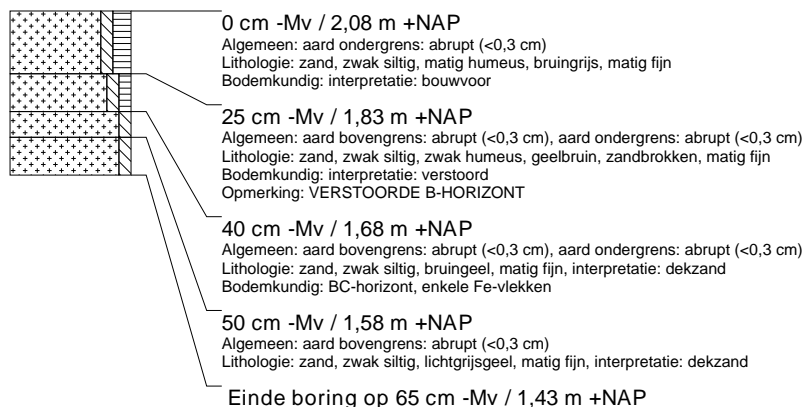 0 cm -Mv / 2,08 m +NAP
Algemeen: aard ondergrens: abrupt (<0,3 cm)
Lithologie: zand, zwak siltig, matig humeus, bruingrijs, matig fijn
Bodemkundig: interpretatie: bouwvoor
25 cm -Mv / 1,83 m +NAP
Algemeen: aard bovengrens: abrupt (<0,3 cm), aard ondergrens: abrupt (<0,3 cm)
Lithologie: zand, zwak siltig, zwak humeus, geelbruin, zandbrokken, matig fijn
Bodemkundig: interpretatie: verstoord
Opmerking: VERSTOORDE B-HORIZONT
40 cm -Mv / 1,68 m +NAP
Algemeen: aard bovengrens: abrupt (<0,3 cm), aard ondergrens: abrupt (<0,3 cm)
Lithologie: zand, zwak siltig, bruingeel, matig fijn, interpretatie: dekzand
Bodemkundig: BC-horizont, enkele Fe-vlekken
50 cm -Mv / 1,58 m +NAP
Algemeen: aard bovengrens: abrupt (<0,3 cm)
Lithologie: zand, zwak siltig, lichtgrijsgeel, matig fijn, interpretatie: dekzand
Einde boring op 65 cm -Mv / 1,43 m +NAP